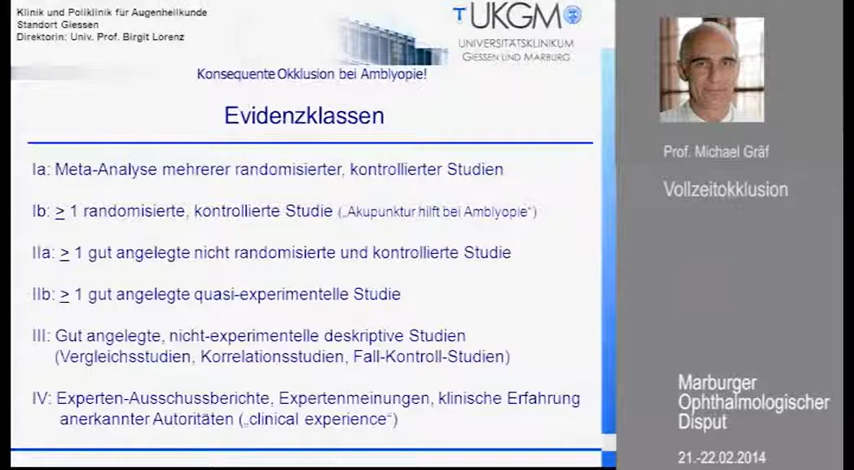 Klinik und Poliklinik für Augenheilkunde
Standort Giessen
Direktorin: Univ. Prof. Birgit Lorenz
UKGM
UNIVERSITÄTSKLINIKUM
GIESSEN UND MARBURG
Konsequente Okklusion bei Amblyopie!
Evidenzklassen
Ia: Meta-Analyse mehrerer randomisierter, kontrollierter Studien
Ib: ≥ 1 randomisierte, kontrollierte Studie („Akupunktur hilft bei Amblyopie“)
IIa: ≥ 1 gut angelegte nicht randomisierte und kontrollierte Studie
IIb: ≥ 1 gut angelegte quasi-experimentelle Studie
III: Gut angelegte, nicht-experimentelle deskriptive Studien
(Vergleichsstudien, Korrelationsstudien, Fall-Kontroll-Studien)
IV: Experten-Ausschussberichte, Expertenmeinungen, klinische Erfahrung
anerkannter Autoritäten („clinical experience“)
Prof. Michael Gräf
Vollzeitokklusion
Marburger
Ophthalmologischer
Disput
21.-22.02.2014